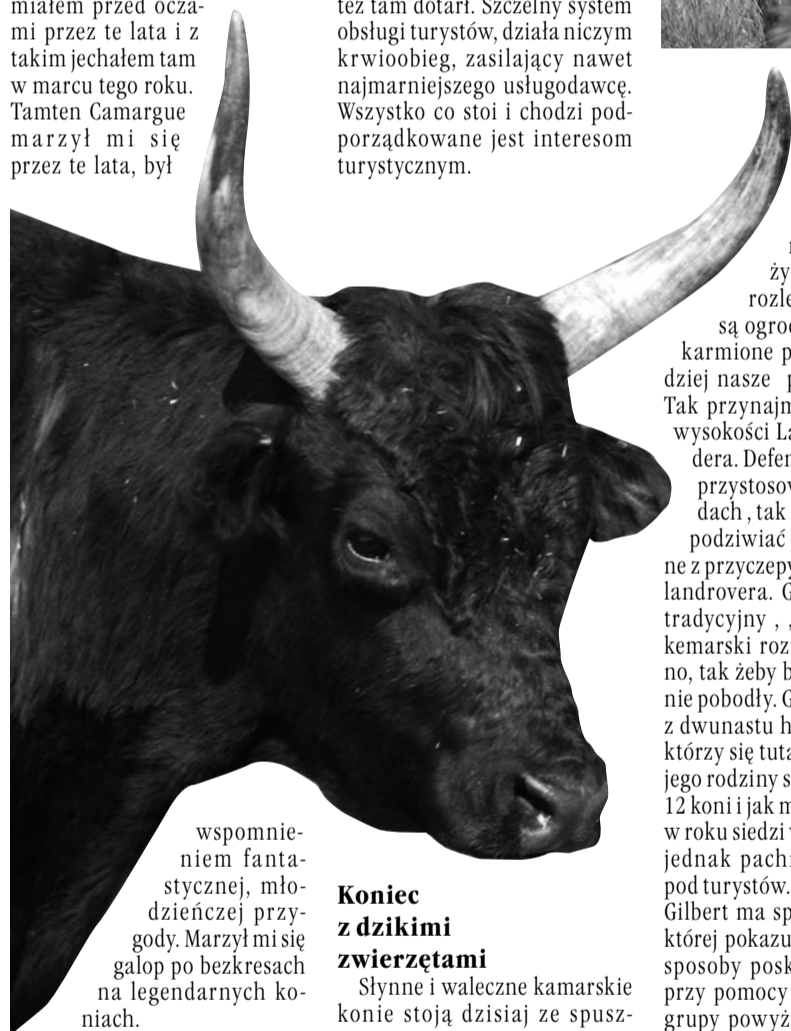 miałem przed ocza-
mi przez te lata i z
takim jechałem tam
w marcu tego roku.
Tamten Camargue
marzył mi się
przez te lata, był
wspomnie-
niem fanta-
stycznej, mło-
dzieńczej przy-
gody. Marzył mi się
galop po bezkresach
na legendarnych ko-
niach.
też tam dotarł. Szczelny system
obsługi turystów, działa niczym
krwioobieg, zasilający nawet
najmarniejszego usługodawcę.
Wszystko co stoi i chodzi pod-
porządkowane jest interesom
turystycznym.
Koniec
z dzikimi
zwierzętami
Słynne i waleczne kamarskie
konie stoją dzisiaj ze spusz-
ży
rozle
są ogro
karmione p
dziej nasze p
Tak przynajm
wysokości La
dera. Defen
przystosow
dach , tak
podziwiać
ne z przyczepy
landrovera. G
tradycyjny , ,
kemarski roz
no, tak żeby b
nie pobodły. G
z dwunastu h
którzy się tuta
jego rodziny s
12 koni i jak m
w roku siedzi w
jednak pach
pod turystów.
Gilbert ma sp
której pokazu
sposoby posk
przy pomocy
grupy powyż